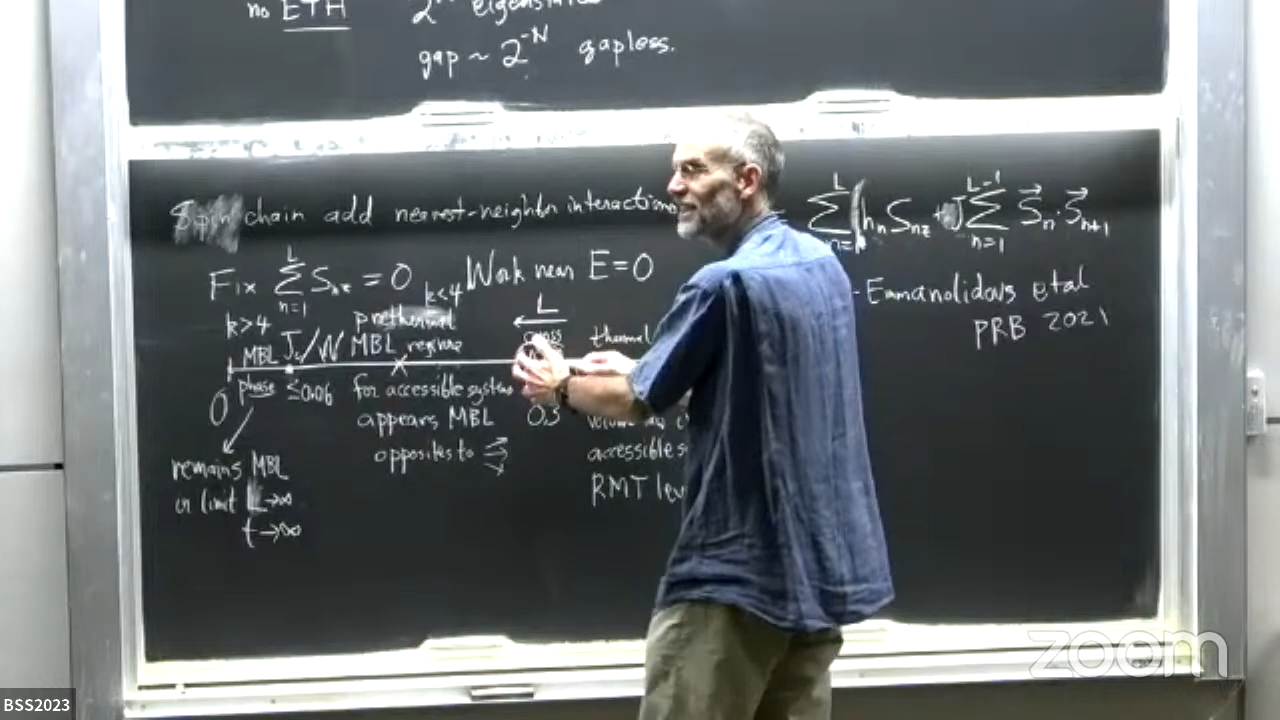 no ETH
gap ~ 2^-N gapless.
chain add nearest-neighbor interactions
Fix Σ_{n=1}^{L} S_nz = 0
Work near E=0
Σ_{n=1}^{L} h_n S_nz + J Σ_{n=1}^{L-1} S⃗_n · S⃗_{n+1}
- Emmanolidous etal
PRB 2021
k>4
k<4
prethermal
MBL regime
MBL
phase
J/W
≤0.06
0
L
thermal
0.3
for accessible systems
appears MBL
opposites to
accessible s
RMT lev
remains MBL
in limit L→∞
t→∞
zoom
BSS2023